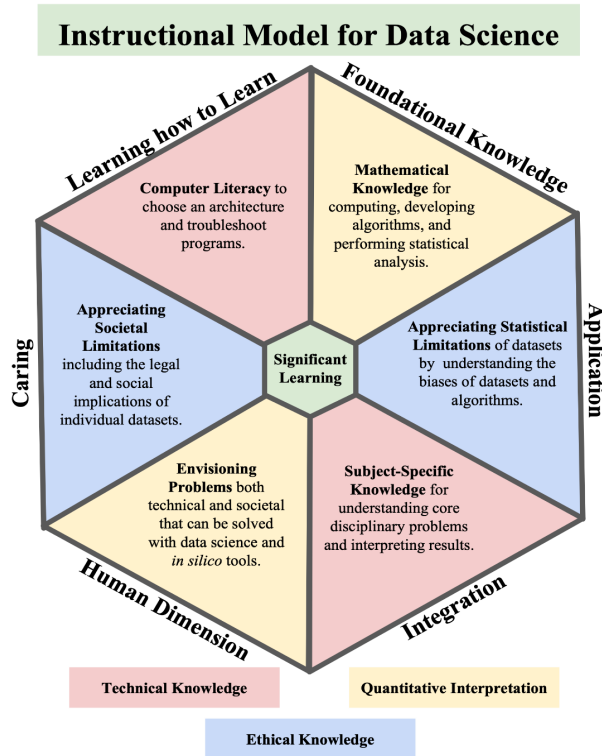 Instructional Model for Data Science
Learning how to Learn
Foundational Knowledge
Computer Literacy to
choose an architecture
and troubleshoot
programs.
Mathematical
Knowledge for
computing, developing
algorithms, and
performing statistical
analysis.
Caring
Appreciating
Societal
Limitations
including the legal
and social
implications of
individual datasets.
Significant
Learning
Appreciating Statistical
Limitations of datasets
by understanding the
biases of datasets and
algorithms.
Application
Envisioning
Problems both
technical and societal
that can be solved
with data science and
in silico tools.
Subject-Specific
Knowledge for
understanding core
disciplinary problems
and interpreting results.
Human Dimension
Integration
Technical Knowledge
Quantitative Interpretation
Ethical Knowledge